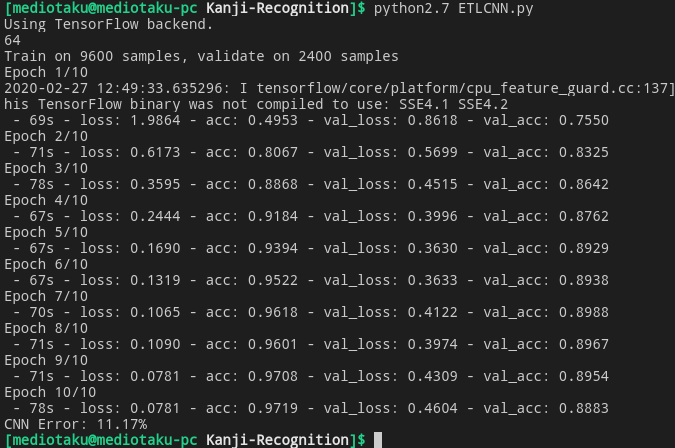 [mediotaku@mediotaku-pc Kanji-Recognition]$ python2.7 ETLCNN.py
Using TensorFlow backend.
64
Train on 9600 samples, validate on 2400 samples
Epoch 1/10
2020-02-27 12:49:33.635296: I tensorflow/core/platform/cpu_feature_guard.cc:137]
his TensorFlow binary was not compiled to use: SSE4.1 SSE4.2
 - 69s - loss: 1.9864 - acc: 0.4953 - val_loss: 0.8618 - val_acc: 0.7550
Epoch 2/10
 - 71s - loss: 0.6173 - acc: 0.8067 - val_loss: 0.5699 - val_acc: 0.8325
Epoch 3/10
 - 78s - loss: 0.3595 - acc: 0.8868 - val_loss: 0.4515 - val_acc: 0.8642
Epoch 4/10
 - 67s - loss: 0.2444 - acc: 0.9184 - val_loss: 0.3996 - val_acc: 0.8762
Epoch 5/10
 - 67s - loss: 0.1690 - acc: 0.9394 - val_loss: 0.3630 - val_acc: 0.8929
Epoch 6/10
 - 67s - loss: 0.1319 - acc: 0.9522 - val_loss: 0.3633 - val_acc: 0.8938
Epoch 7/10
 - 70s - loss: 0.1065 - acc: 0.9618 - val_loss: 0.4122 - val_acc: 0.8988
Epoch 8/10
 - 71s - loss: 0.1090 - acc: 0.9601 - val_loss: 0.3974 - val_acc: 0.8967
Epoch 9/10
 - 71s - loss: 0.0781 - acc: 0.9708 - val_loss: 0.4309 - val_acc: 0.8954
Epoch 10/10
 - 78s - loss: 0.0781 - acc: 0.9719 - val_loss: 0.4604 - val_acc: 0.8883
CNN Error: 11.17%
[mediotaku@mediotaku-pc Kanji-Recognition]$